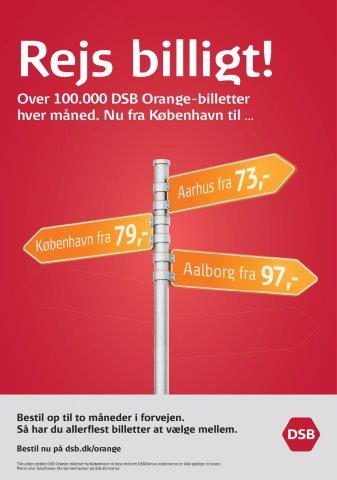 Rejs billigt!
Over 100.000 DSB Orange-billetter
hver måned. Nu fra København til ...
Aarhus fra 73,-
København fra 79,-
Aalborg fra 97,-
Bestil op til to måneder i forvejen.
Så har du allerflest billetter at vælge mellem.
Bestil nu på dsb.dk/orange
DSB